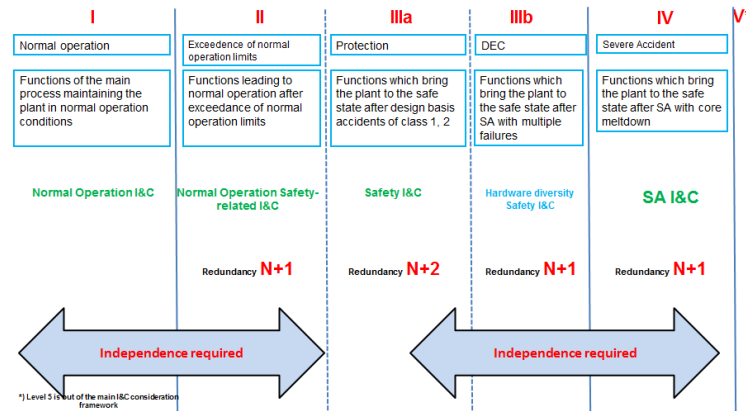 I
II
IIIa
IIIb
IV
Normal operation
Exceedence of normal
operation limits
Protection
DEC
Severe Accident
Functions of the main
process maintaining the
plant in normal operation
conditions
Functions leading to
normal operation after
exceedance of normal
operation limits
Functions which bring
the plant to the safe
state after design basis
accidents of class 1, 2
Functions which
bring the plant to
the safe state after
SA with multiple
failures
Functions which bring
the plant to the safe
state after SA with core
meltdown
Normal Operation I&C
Normal Operation Safety-
related I&C
Safety I&C
Hardware diversity
Safety I&C
SA I&C
Redundancy N+1
Redundancy N+2
Redundancy N+1
Redundancy N+1
Independence required
Independence required
*) Level 5 is out of the main I&C consideration
framework